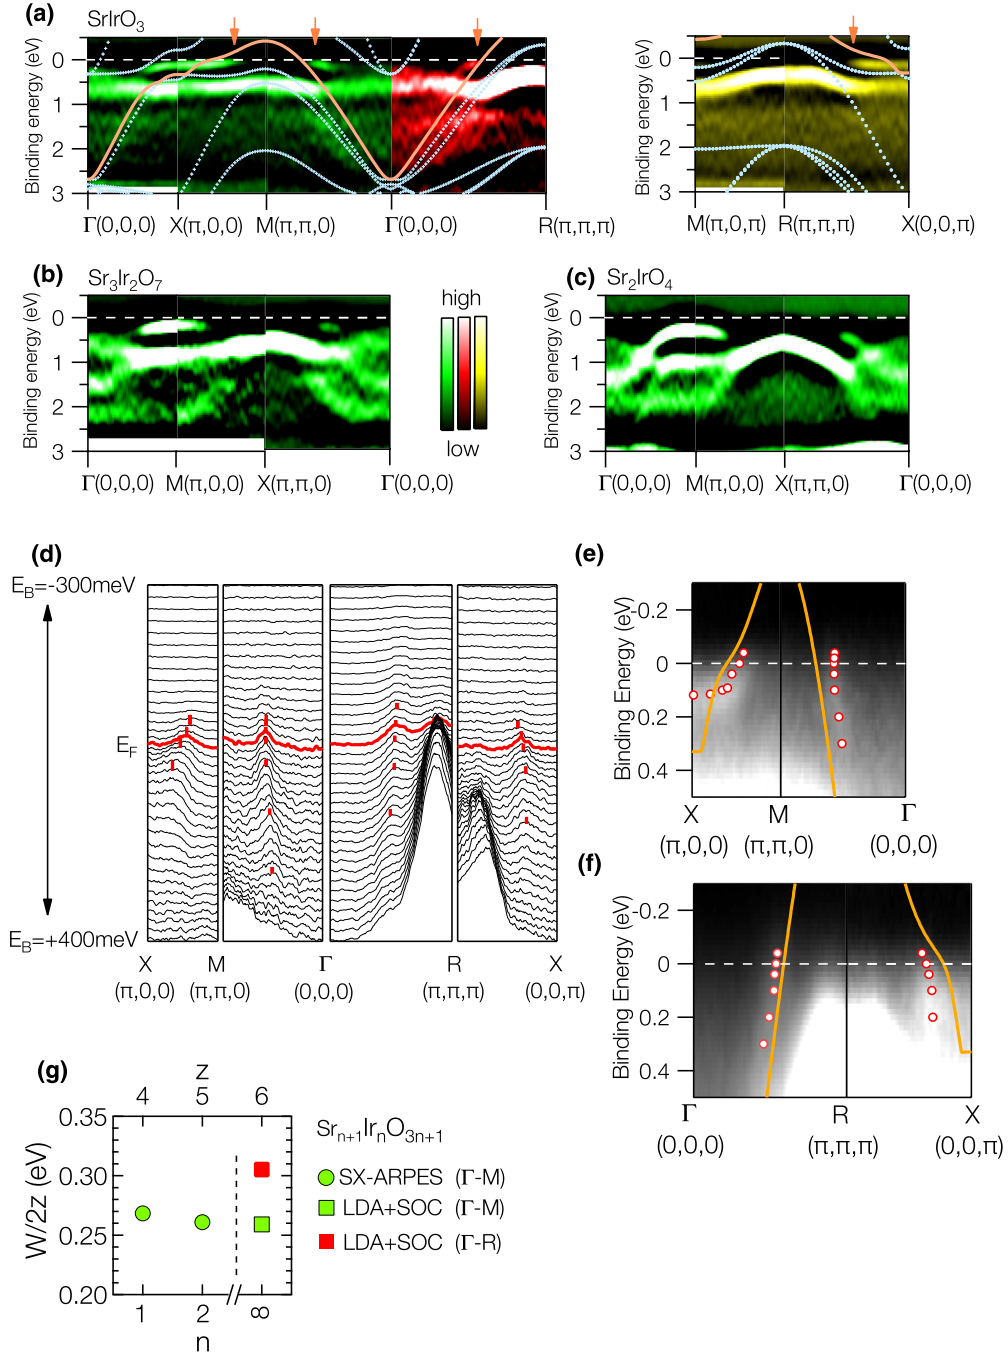 (a)
SrIrO3
Binding energy (eV)
0
1
2
3
Γ(0,0,0) X(π,0,0) M(π,π,0) Γ(0,0,0) R(π,π,π)
Binding energy (eV)
0
1
2
3
M(π,0,π) R(π,π,π) X(0,0,π)
(b)
Sr3Ir2O7
Binding energy (eV)
0
1
2
3
Γ(0,0,0) M(π,0,0) X(π,π,0) Γ(0,0,0)
high
low
(c)
Sr2IrO4
Binding energy (eV)
0
1
2
3
Γ(0,0,0) M(π,0,0) X(π,π,0) Γ(0,0,0)
(d)
EB=-300meV
EF
EB=+400meV
X M Γ R X
(π,0,0) (π,π,0) (0,0,0) (π,π,π) (0,0,π)
(e)
Binding Energy (eV)
-0.2
0
0.2
0.4
X M Γ
(π,0,0) (π,π,0) (0,0,0)
(f)
Binding Energy (eV)
-0.2
0
0.2
0.4
Γ R X
(0,0,0) (π,π,π) (0,0,π)
(g)
z
4 5 6
W/2z (eV)
0.35
0.30
0.25
0.20
1 2 ∞
n
Srn+1IrnO3n+1
SX-ARPES (Γ-M)
LDA+SOC (Γ-M)
LDA+SOC (Γ-R)